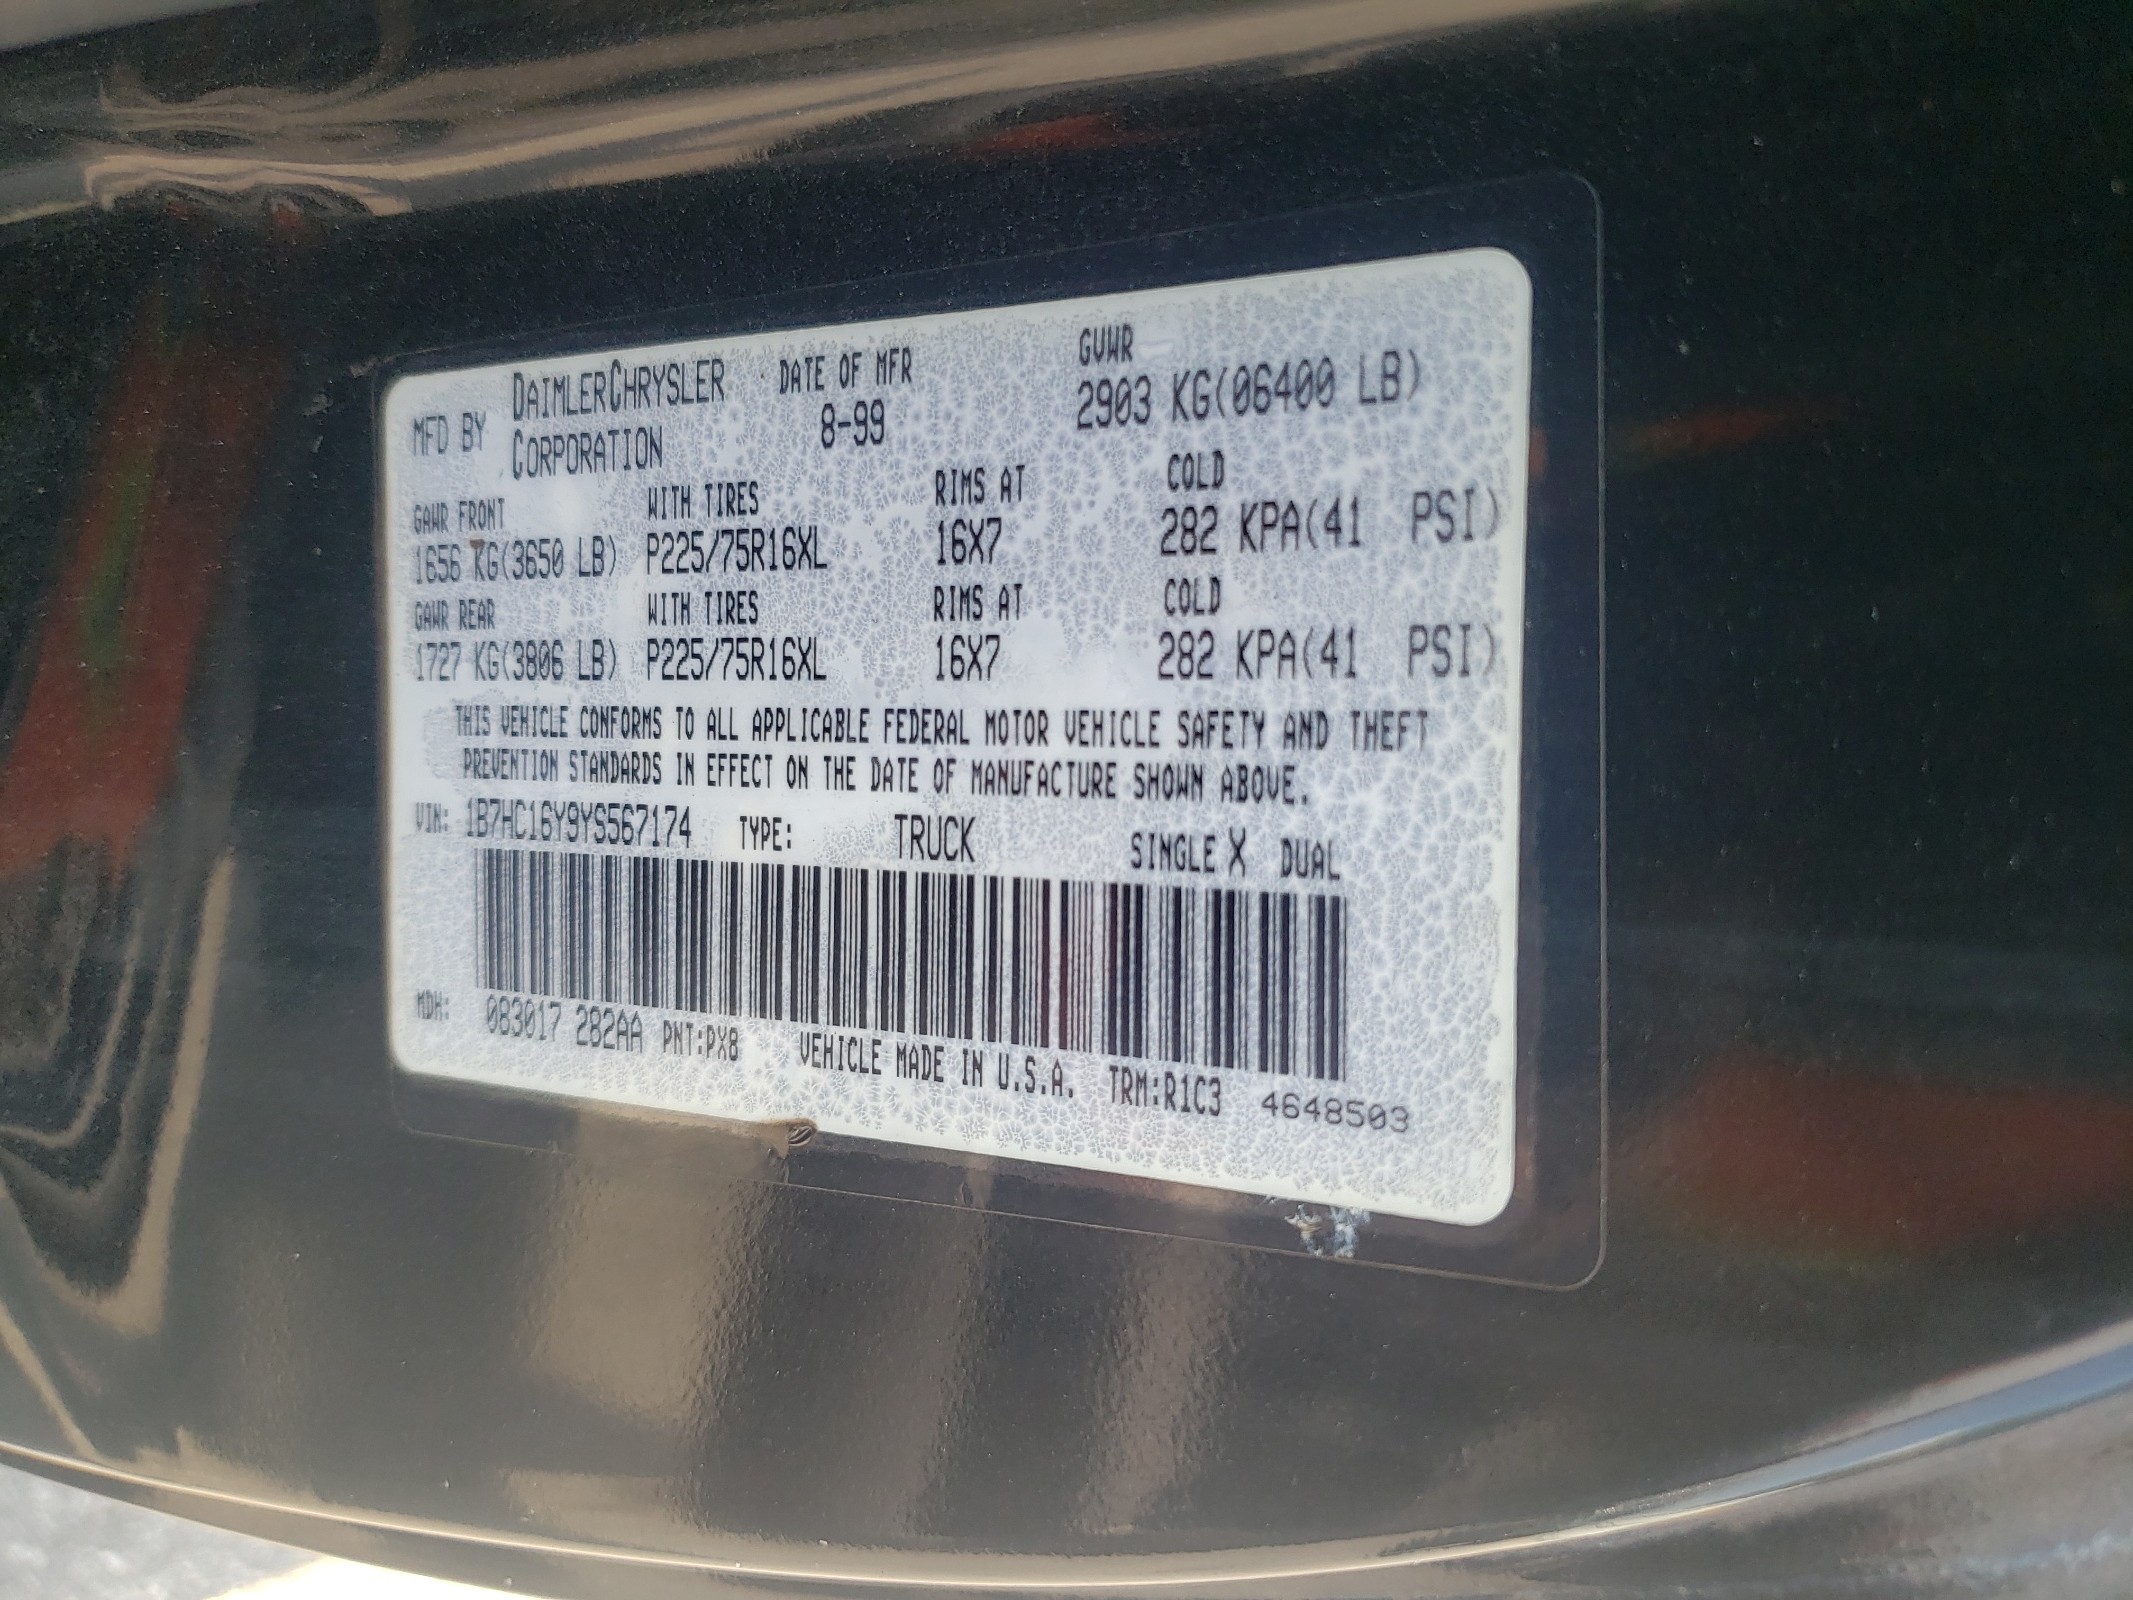 MFD BY DAIMLERCHRYSLER CORPORATION DATE OF MFR 8-99 GVWR 2903 KG(06400 LB)
GAWR FRONT WITH TIRES RIMS AT COLD
1656 KG(3650 LB) P225/75R16XL 16X7 282 KPA(41 PSI)
GAWR REAR WITH TIRES RIMS AT COLD
1727 KG(3806 LB) P225/75R16XL 16X7 282 KPA(41 PSI)
THIS VEHICLE CONFORMS TO ALL APPLICABLE FEDERAL MOTOR VEHICLE SAFETY AND THEFT
PREVENTION STANDARDS IN EFFECT ON THE DATE OF MANUFACTURE SHOWN ABOVE.
VIN: 1B7HC16Y9YS567174 TYPE: TRUCK SINGLE X DUAL
MDH: 083017 282AA PNT:PX8 VEHICLE MADE IN U.S.A. TRM:R1C3 4648503